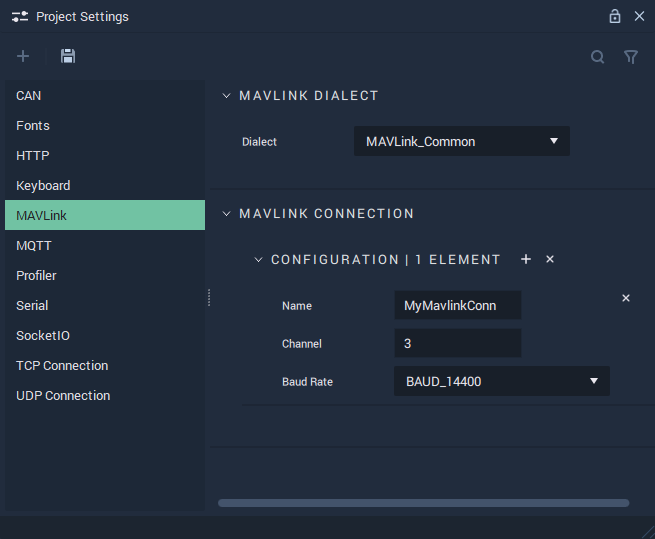 Project Settings
CAN
Fonts
HTTP
Keyboard
MAVLink
MQTT
Profiler
Serial
SocketIO
TCP Connection
UDP Connection
MAVLINK DIALECT
Dialect MAVLink_Common
MAVLINK CONNECTION
CONFIGURATION | 1 ELEMENT
Name MyMavlinkConn
Channel 3
Baud Rate BAUD_14400